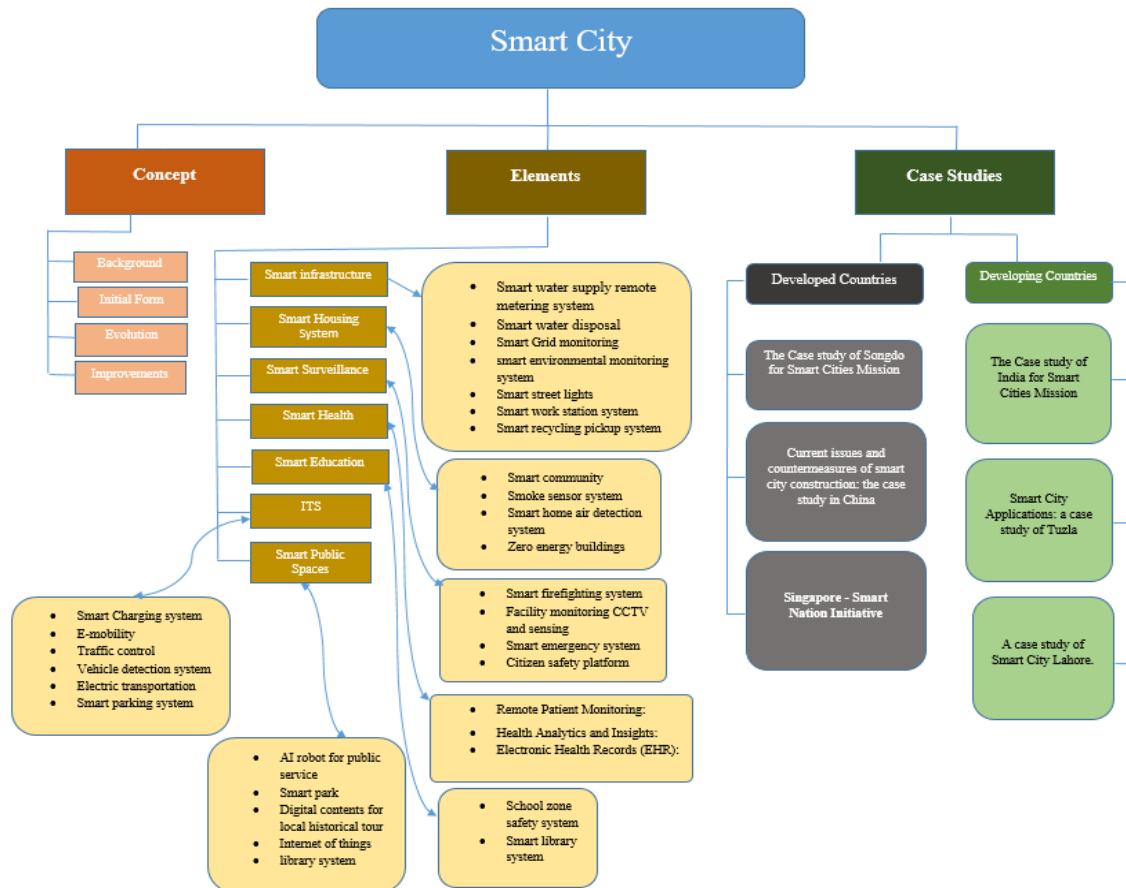 Smart City
Concept
Elements
Case Studies
Background
Initial Form
Evolution
Improvements
Smart infrastructure
Smart Housing
System
Smart Surveillance
Smart Health
Smart Education
ITS
Smart Public
Spaces
• Smart water supply remote
metering system
• Smart water disposal
• Smart Grid monitoring
• smart environmental monitoring
system
• Smart street lights
• Smart work station system
• Smart recycling pickup system
• Smart community
• Smoke sensor system
• Smart home air detection
system
• Zero energy buildings
• Smart firefighting system
• Facility monitoring CCTV
and sensing
• Smart emergency system
• Citizen safety platform
• Remote Patient Monitoring:
• Health Analytics and Insights:
• Electronic Health Records (EHR):
• School zone
safety system
• Smart library
system
• Smart Charging system
• E-mobility
• Traffic control
• Vehicle detection system
• Electric transportation
• Smart parking system
• AI robot for public
service
• Smart park
• Digital contents for
local historical tour
• Internet of things
• library system
Developed Countries
The Case study of Songdo
for Smart Cities Mission
Current issues and
countermeasures of smart
city construction: the case
study in China
Singapore - Smart
Nation Initiative
Developing Countries
The Case study of
India for Smart
Cities Mission
Smart City
Applications: a case
study of Tuzla
A case study of
Smart City Lahore.